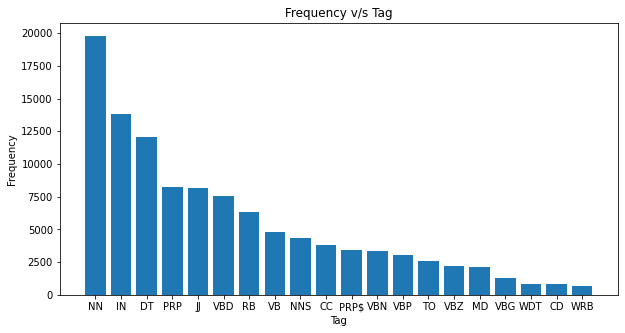 Frequency v/s Tag
20000
17500
15000
12500
10000
7500
5000
2500
0
Frequency
NN IN DT PRP JJ VBD RB VB NNS CC PRP$ VBN VBP TO VBZ MD VBG WDT CD WRB
Tag